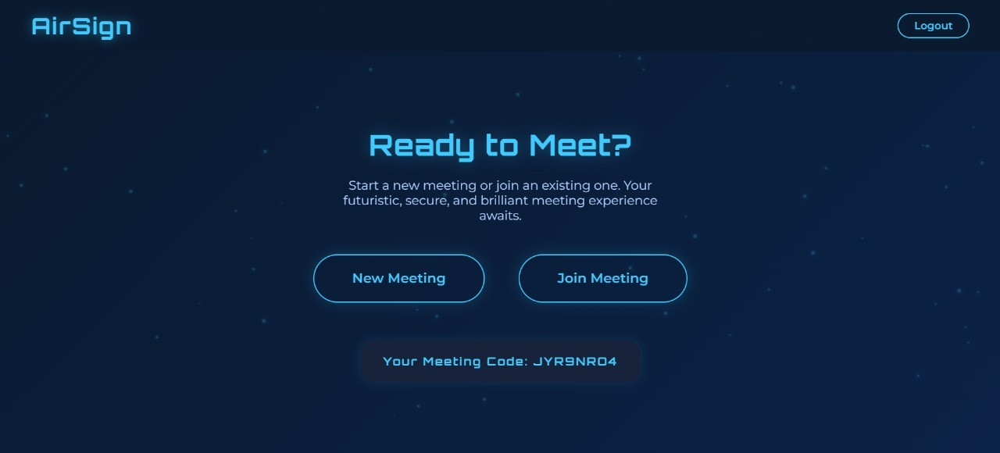 AirSign
Logout
Ready to Meet?
Start a new meeting or join an existing one. Your
futuristic, secure, and brilliant meeting experience
awaits.
New Meeting
Join Meeting
Your Meeting Code: JYR9NR04